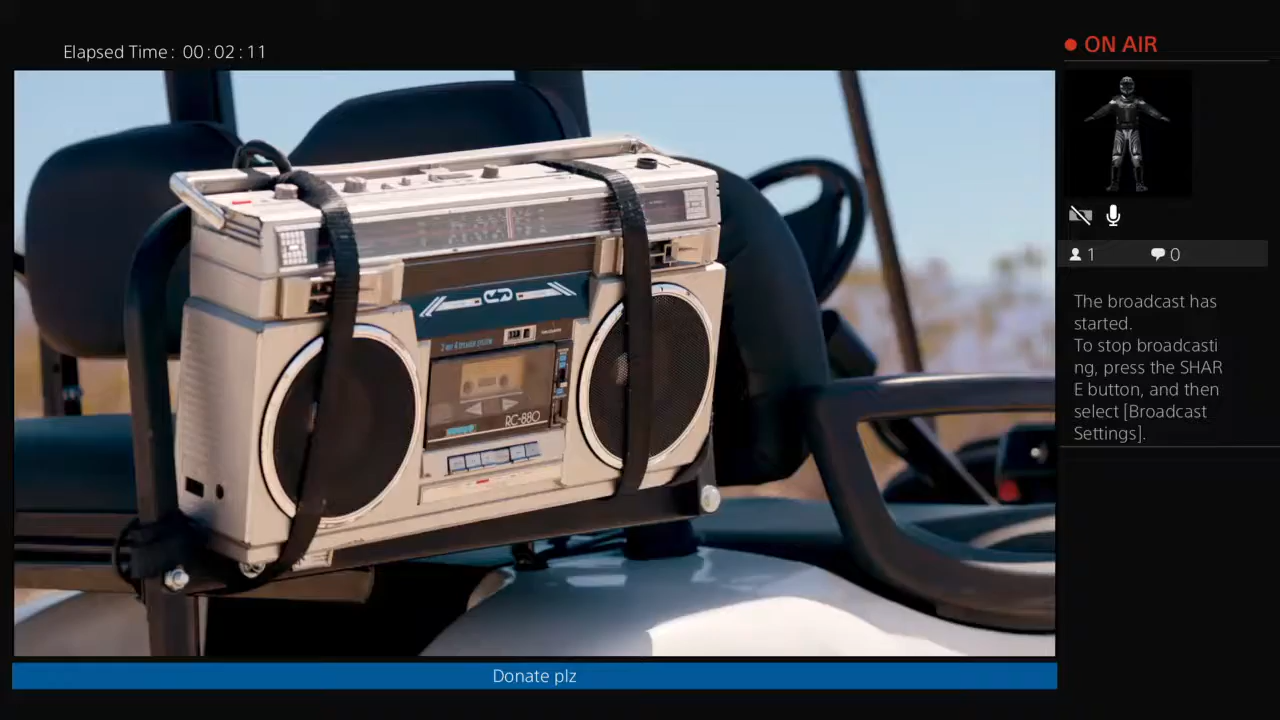 Elapsed Time: 00:02:11
ON AIR
1
0
The broadcast has
started.
To stop broadcasti
ng, press the SHAR
E button, and then
select [Broadcast
Settings].
RC-880
Donate plz